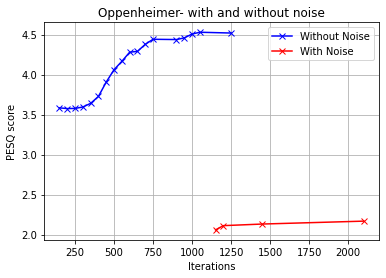 Oppenheimer- with and without noise
Without Noise
With Noise
PESQ score
4.5
4.0
3.5
3.0
2.5
2.0
250 500 750 1000 1250 1500 1750 2000
Iterations